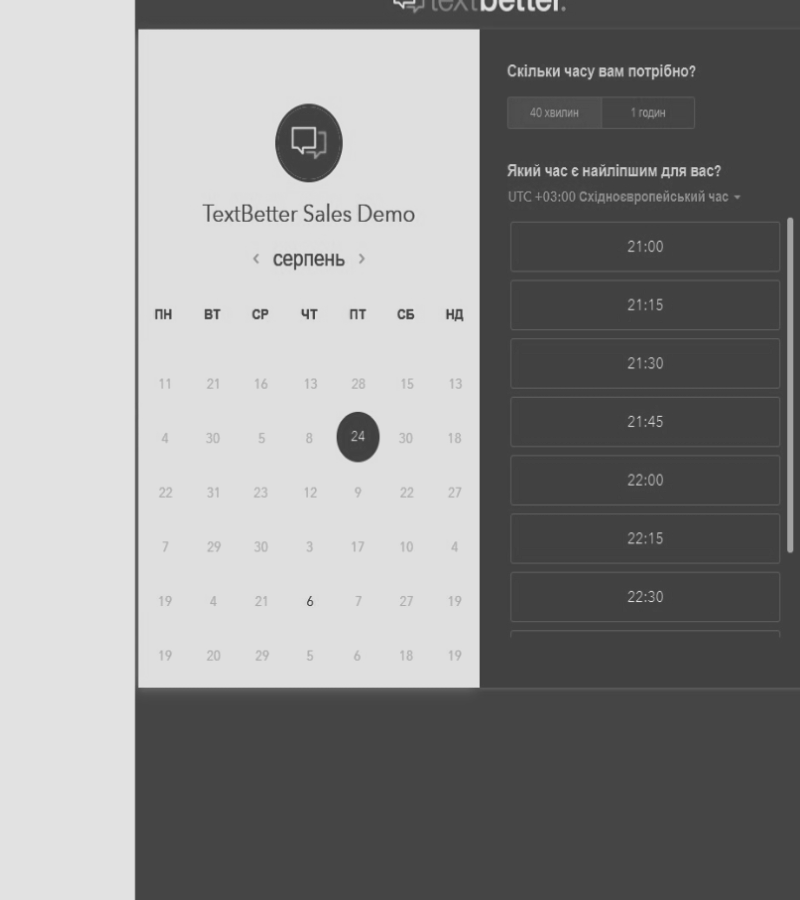 textbetter.
TextBetter Sales Demo
‹ серпень ›
ПН ВТ СР ЧТ ПТ СБ НД
11 21 16 13 28 15 13
4 30 5 8 24 30 18
22 31 23 12 9 22 27
7 29 30 3 17 10 4
19 4 21 6 7 27 19
19 20 29 5 6 18 19
Скільки часу вам потрібно?
40 хвилин 1 годин
Який час є найліпшим для вас?
UTC +03:00 Східноєвропейський час
21:00
21:15
21:30
21:45
22:00
22:15
22:30